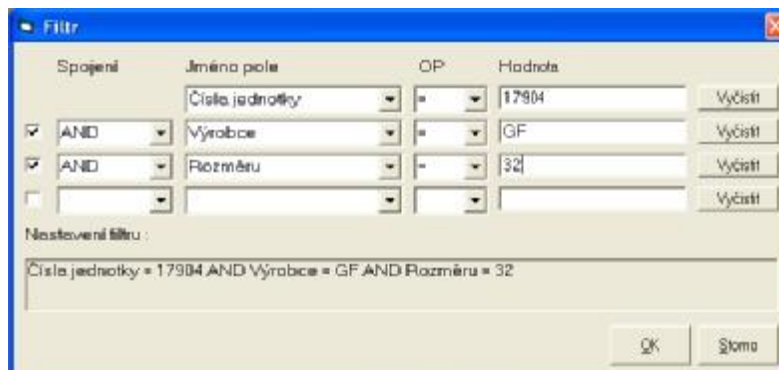 Filtr
Spojení Jméno pole OP Hodnota
Čísla jednotky = 17904 Vyčistit
AND Výrobce = GF Vyčistit
AND Rozměru = 32 Vyčistit
Vyčistit
Nastavení filtru :
Čísla jednotky = 17904 AND Výrobce = GF AND Rozměru = 32
OK Storno